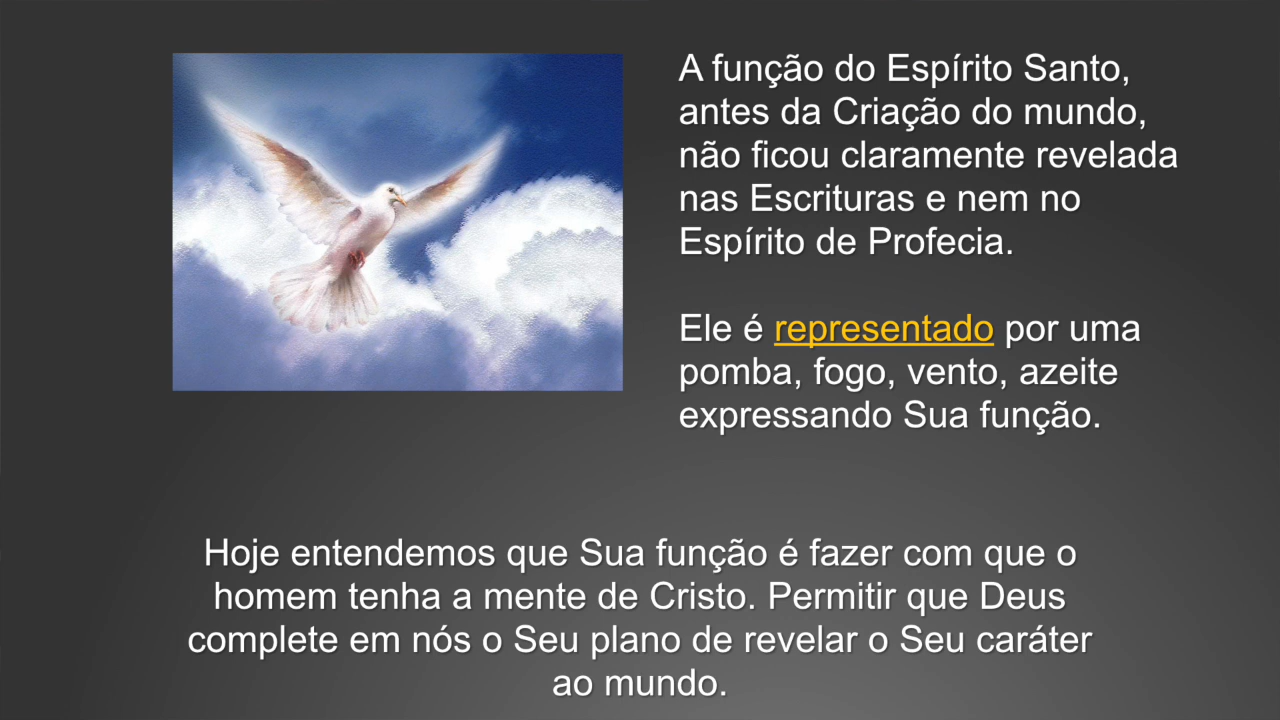 A função do Espírito Santo,
antes da Criação do mundo,
não ficou claramente revelada
nas Escrituras e nem no
Espírito de Profecia.
Ele é representado por uma
pomba, fogo, vento, azeite
expressando Sua função.
Hoje entendemos que Sua função é fazer com que o
homem tenha a mente de Cristo. Permitir que Deus
complete em nós o Seu plano de revelar o Seu caráter
ao mundo.